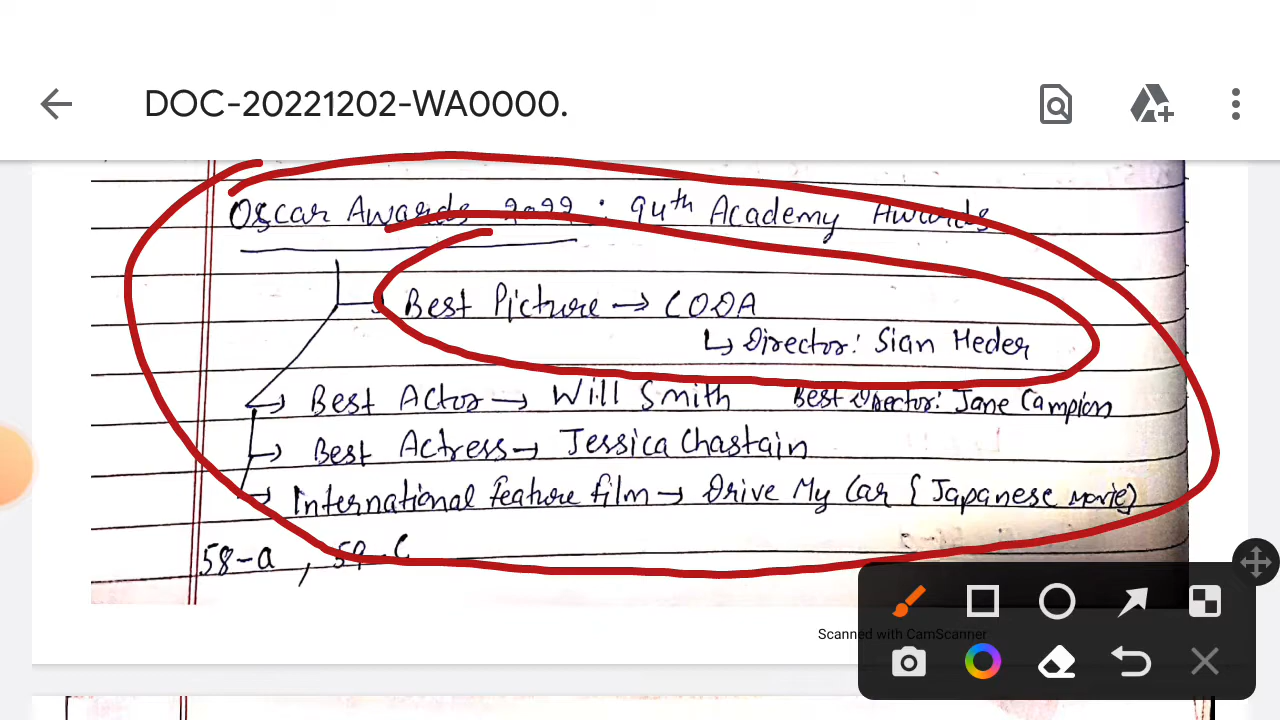 DOC-20221202-WA0000.
Oscar Awards 2022 : 94th Academy Awards
Best Picture → CODA
↳ Director: Sian Heder
Best Actor → Will Smith Best Director: Jane Campion
Best Actress → Jessica Chastain
International feature film → Drive My Car { Japanese Movie}
58-a , 59-c
Scanned with CamScanner